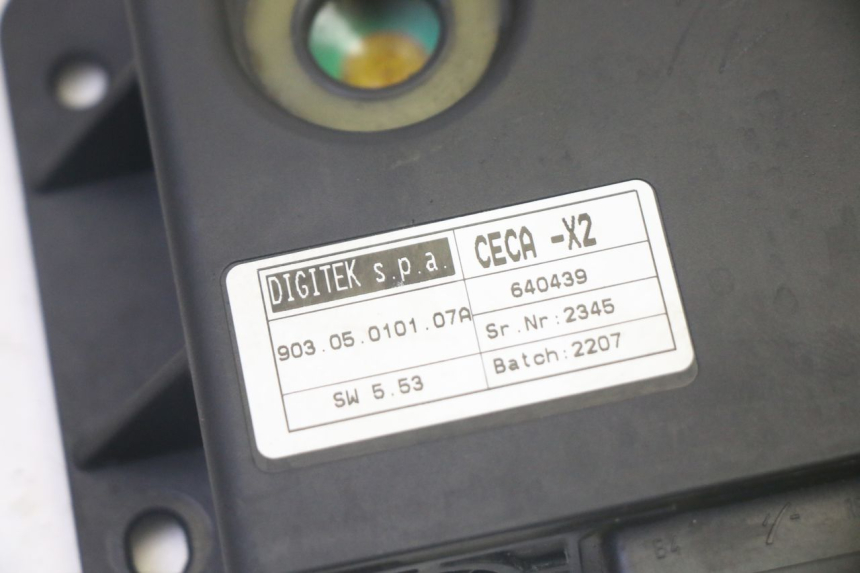 DIGITEK s.p.a.
CECA -X2
640439
903.05.0101.07A
Sr.Nr:2345
SW 5.53
Batch:2207